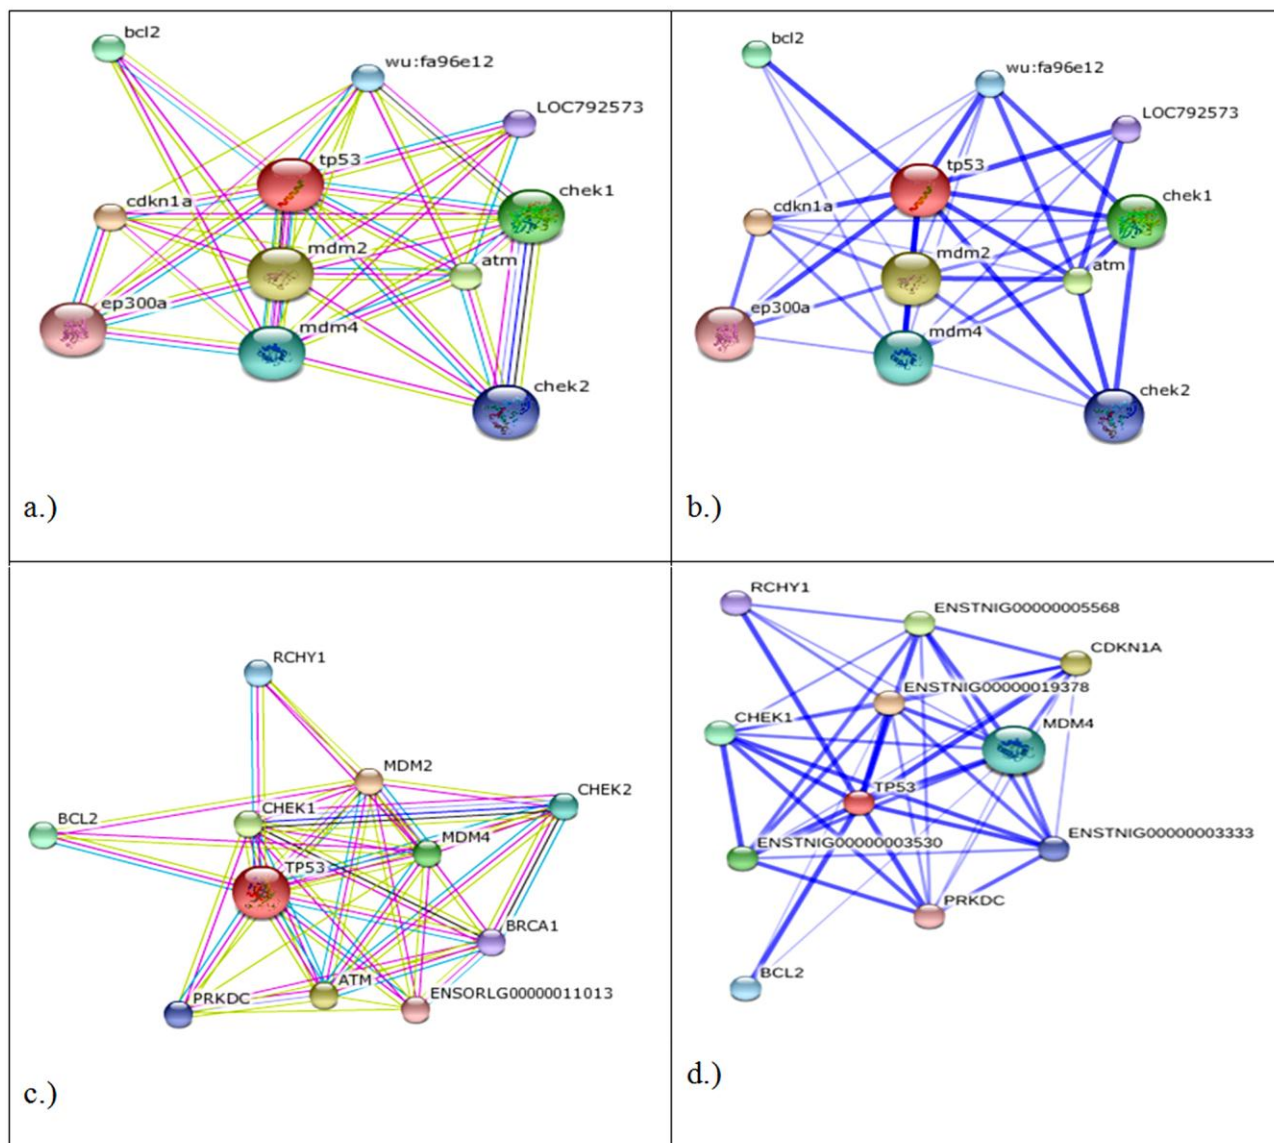 bcl2
wu:fa96e12
LOC792573
tp53
chek1
cdkn1a
mdm2
atm
ep300a
mdm4
chek2
a.)
bcl2
wu:fa96e12
LOC792573
tp53
chek1
cdkn1a
mdm2
atm
ep300a
mdm4
chek2
b.)
RCHY1
MDM2
CHEK2
BCL2
CHEK1
MDM4
TP53
BRCA1
ATM
PRKDC
ENSORLG00000011013
c.)
RCHY1
ENSTNIG00000005568
CDKN1A
ENSTNIG00000019378
CHEK1
MDM4
TP53
ENSTNIG00000003333
ENSTNIG00000003530
PRKDC
BCL2
d.)